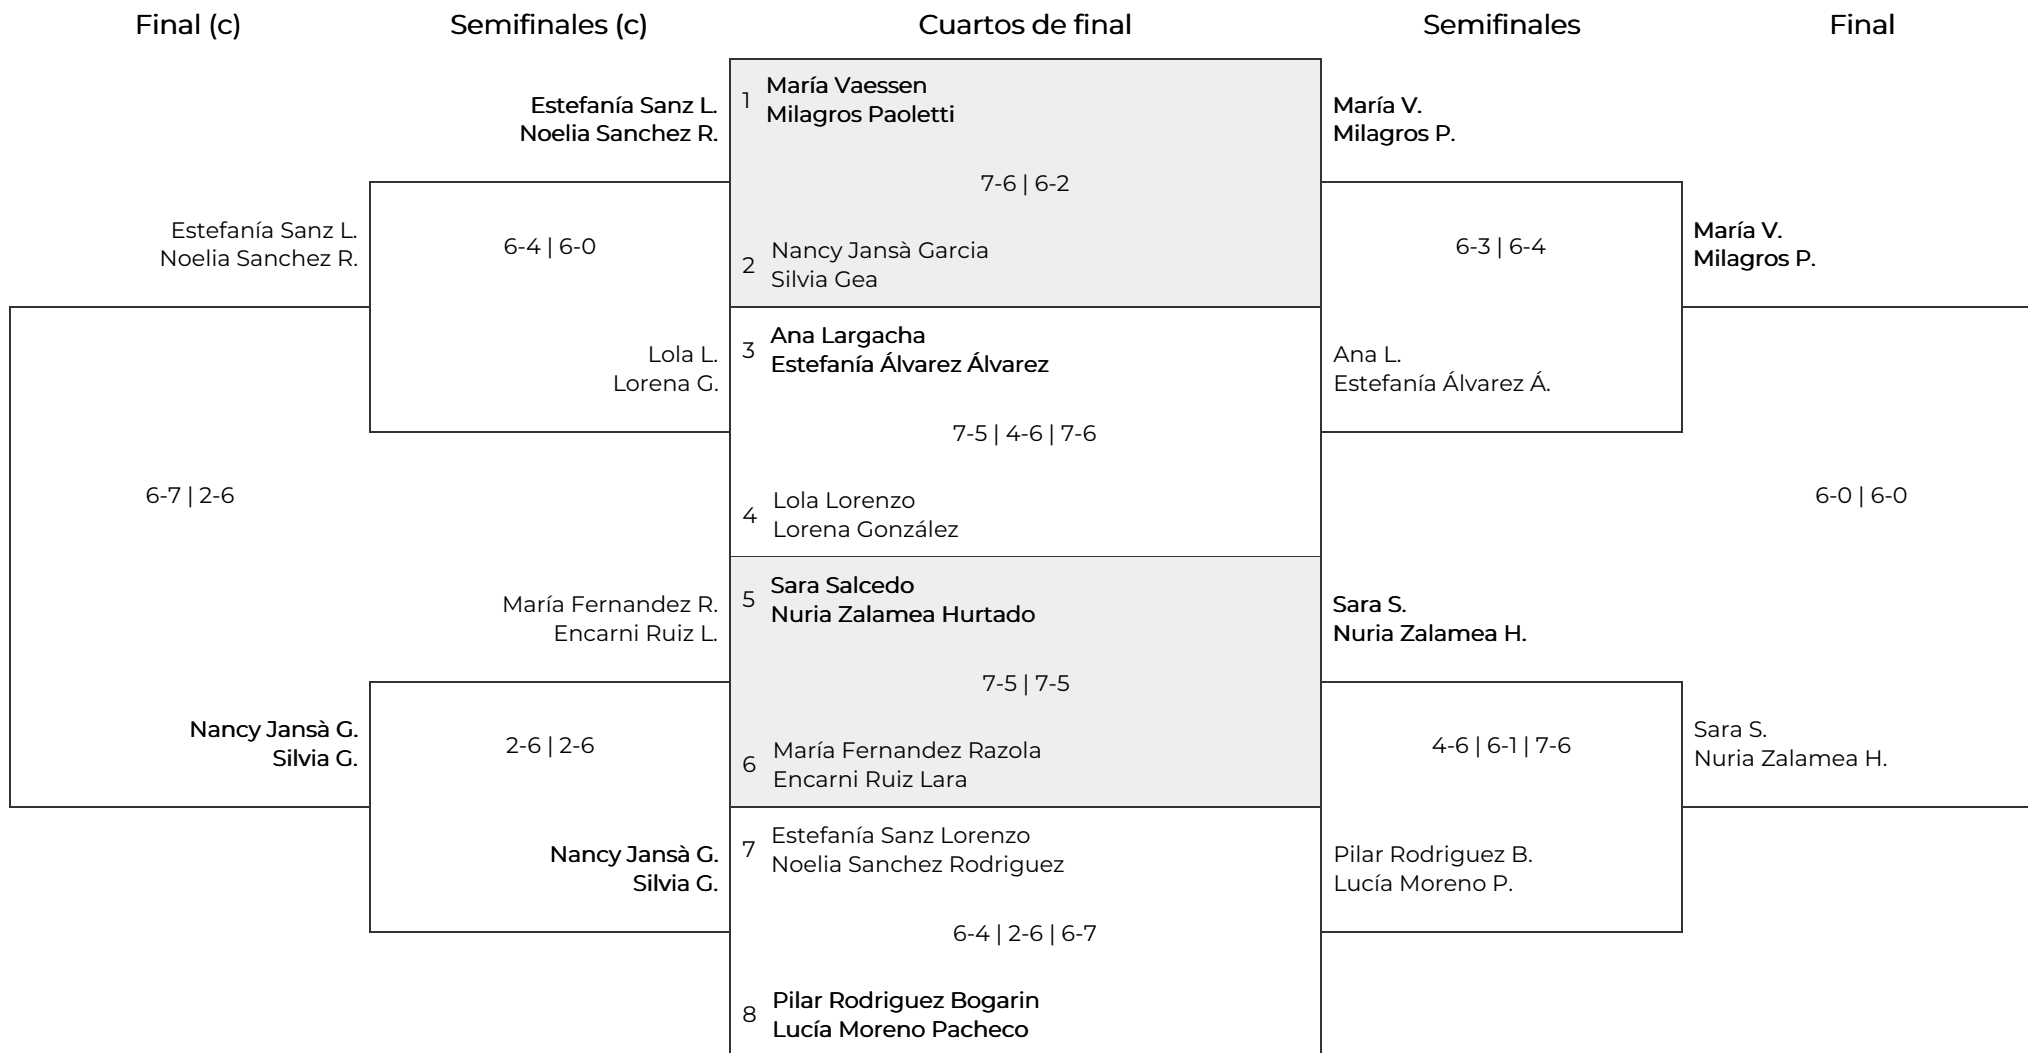 Final (c)
Semifinales (c)
Cuartos de final
Semifinales
Final
Estefanía Sanz L.
Noelia Sanchez R.
6-4 | 6-0
Lola L.
Lorena G.
María Fernandez R.
Encarni Ruiz L.
2-6 | 2-6
Nancy Jansà G.
Silvia G.
Estefanía Sanz L.
Noelia Sanchez R.
6-7 | 2-6
Nancy Jansà G.
Silvia G.
1
María Vaessen
Milagros Paoletti
7-6 | 6-2
2
Nancy Jansà Garcia
Silvia Gea
3
Ana Largacha
Estefanía Álvarez Álvarez
7-5 | 4-6 | 7-6
4
Lola Lorenzo
Lorena González
5
Sara Salcedo
Nuria Zalamea Hurtado
7-5 | 7-5
6
María Fernandez Razola
Encarni Ruiz Lara
7
Estefanía Sanz Lorenzo
Noelia Sanchez Rodriguez
6-4 | 2-6 | 6-7
8
Pilar Rodriguez Bogarin
Lucía Moreno Pacheco
María V.
Milagros P.
6-3 | 6-4
Ana L.
Estefanía Álvarez Á.
Sara S.
Nuria Zalamea H.
4-6 | 6-1 | 7-6
Pilar Rodriguez B.
Lucía Moreno P.
María V.
Milagros P.
6-0 | 6-0
Sara S.
Nuria Zalamea H.